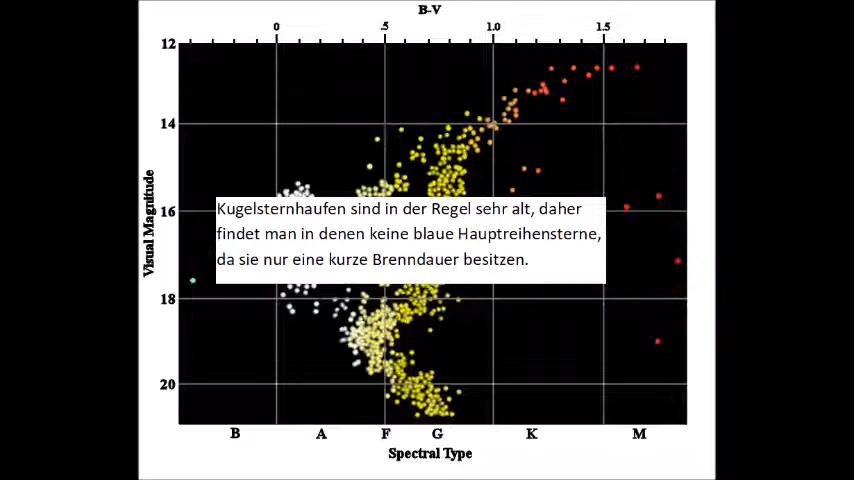 B-V
0 .5 1.0 1.5
12
14
Kugelsternhaufen sind in der Regel sehr alt, daher
findet man in denen keine blaue Hauptreihensterne,
da sie nur eine kurze Brenndauer besitzen.
16
18
20
Visual Magnitude
B A F G K M
Spectral Type